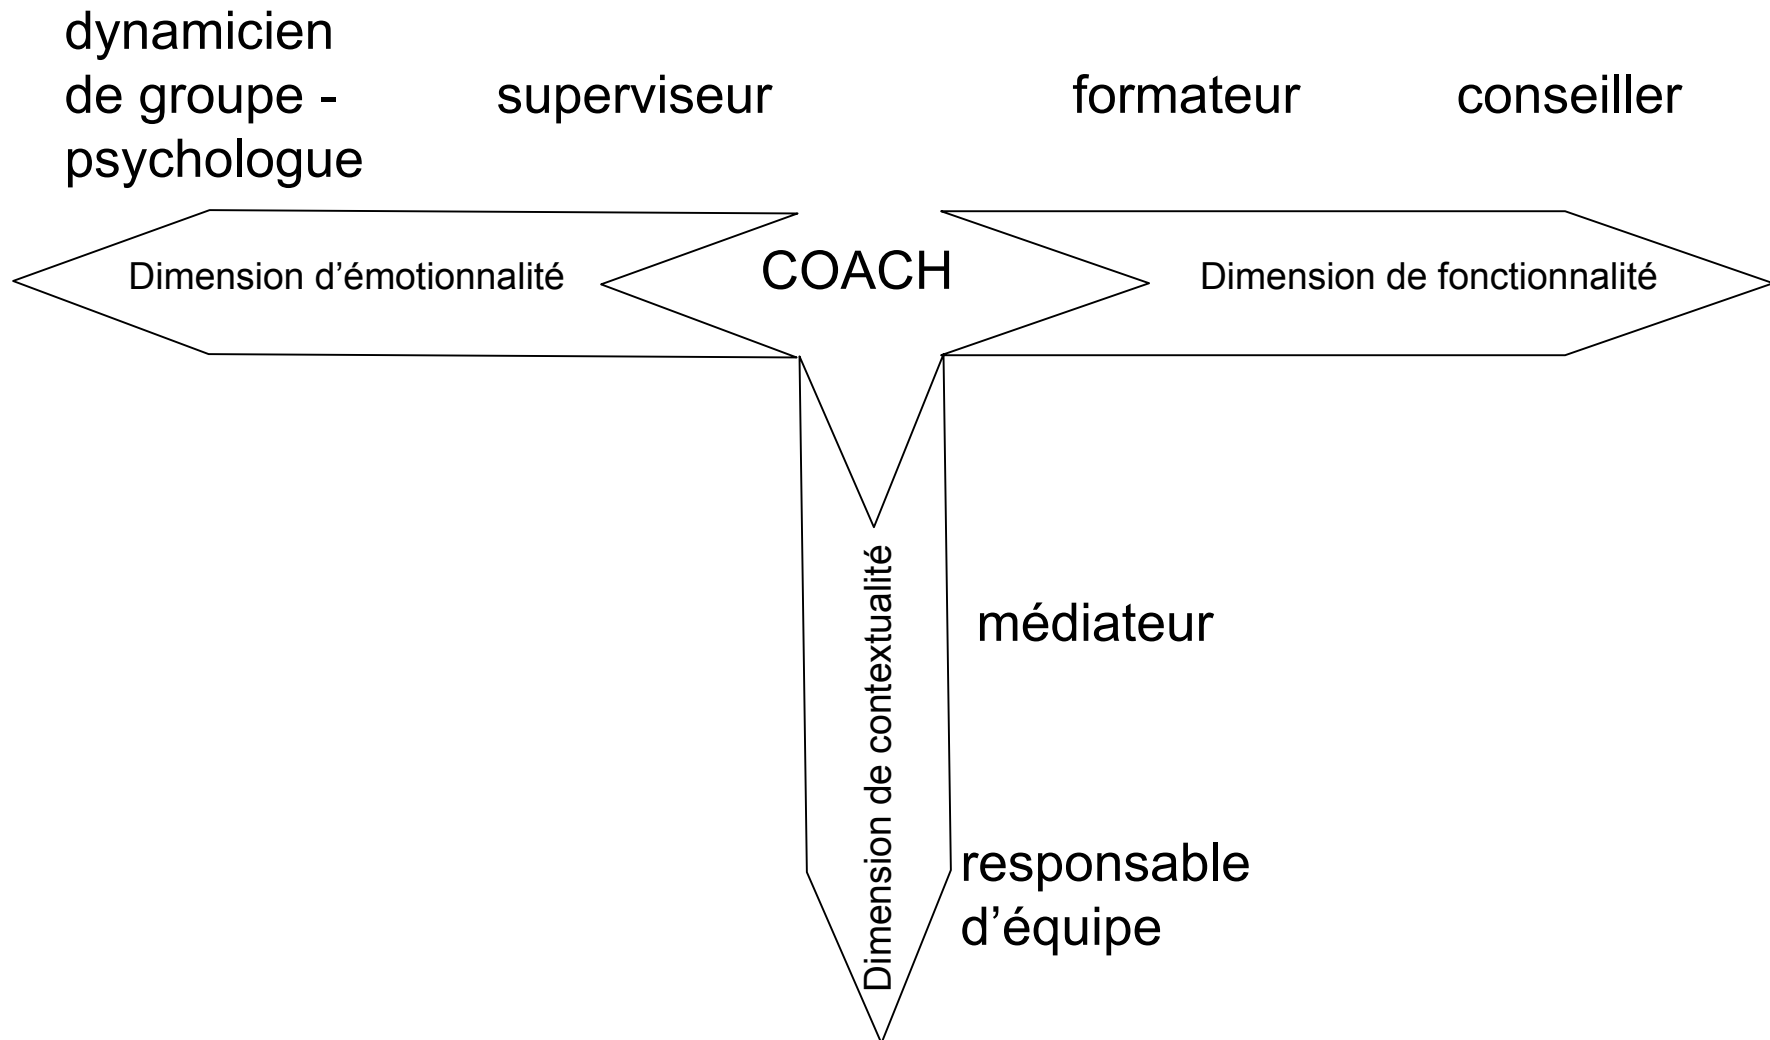 dynamicien
de groupe -
psychologue
superviseur
formateur
conseiller
Dimension d’émotionnalité
COACH
Dimension de fonctionnalité
Dimension de contextualité
médiateur
responsable
d’équipe